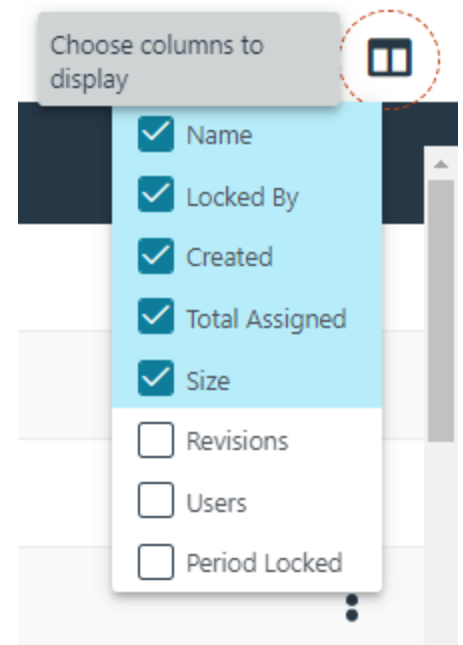 Choose columns to
display
Name
Locked By
Created
Total Assigned
Size
Revisions
Users
Period Locked